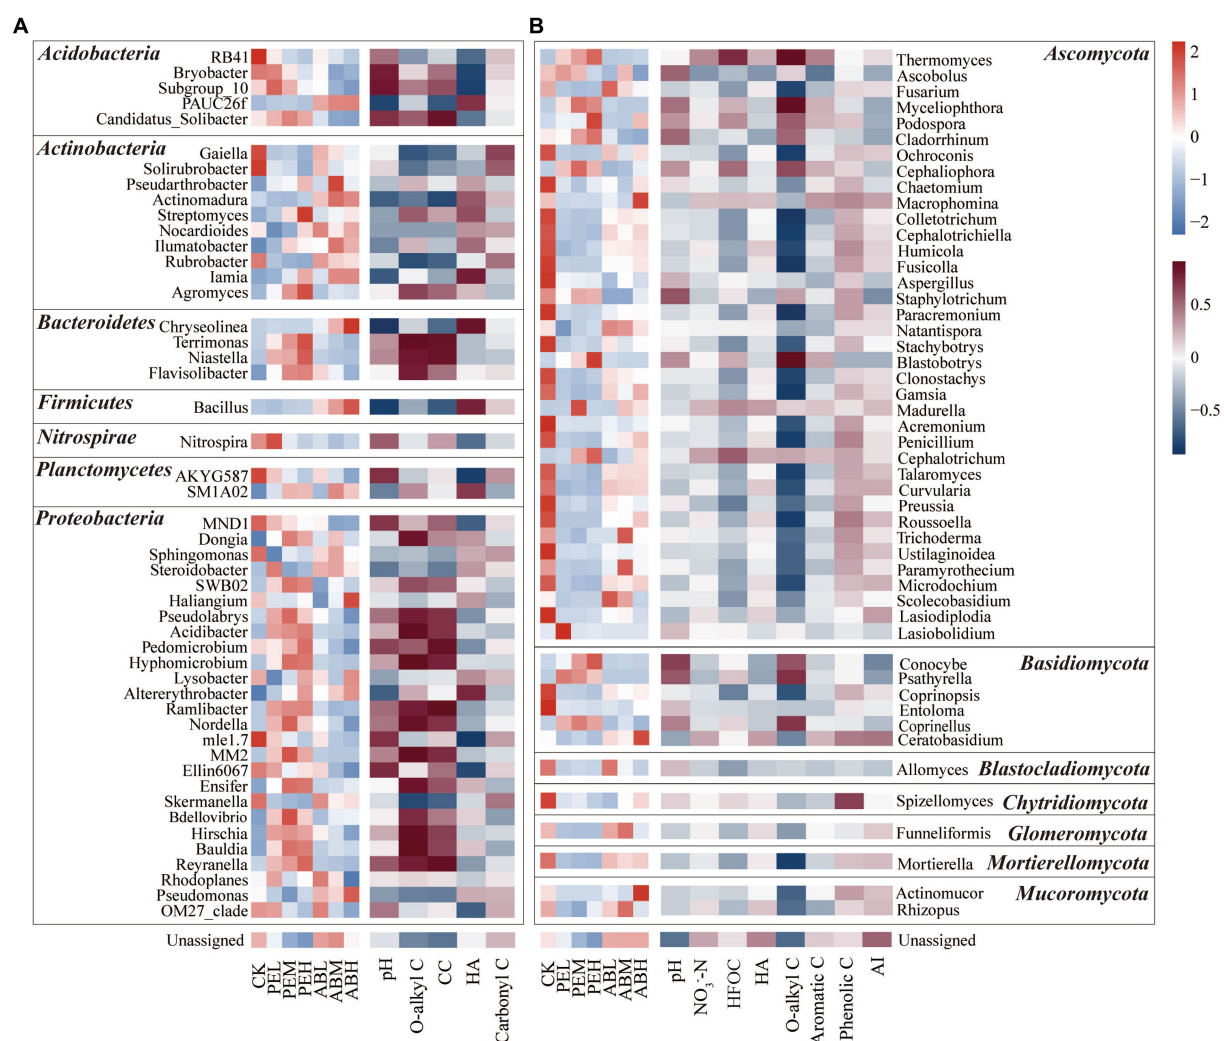 A
B
Acidobacteria
RB41
Bryobacter
Subgroup_10
PAUC26f
Candidatus_Solibacter
Actinobacteria
Gaiella
Solirubrobacter
Pseudarthrobacter
Actinomadura
Streptomyces
Nocardioides
Ilumatobacter
Rubrobacter
Iamia
Agromyces
Bacteroidetes
Chryseolinea
Terrimonas
Niastella
Flavisolibacter
Firmicutes
Bacillus
Nitrospirae
Nitrospira
Planctomycetes
AKYG587
SM1A02
Proteobacteria
MND1
Dongia
Sphingomonas
Steroidobacter
SWB02
Haliangium
Pseudolabrys
Acidibacter
Pedomicrobium
Hyphomicrobium
Lysobacter
Altererythrobacter
Ramlibacter
Nordella
mle1.7
MM2
Ellin6067
Ensifer
Skermanella
Bdellovibrio
Hirschia
Bauldia
Reyranella
Rhodoplanes
Pseudomonas
OM27_clade
Unassigned
CK
PEL
PEM
PEH
ABL
ABM
ABH
pH
O-alkyl C
CC
HA
Carbonyl C
Ascomycota
Thermomyces
Ascobolus
Fusarium
Myceliophthora
Podospora
Cladorrhinum
Ochroconis
Cephaliophora
Chaetomium
Macrophomina
Colletotrichum
Cephalotrichiella
Humicola
Fusicolla
Aspergillus
Staphylotrichum
Paracremonium
Natantispora
Stachybotrys
Blastobotrys
Clonostachys
Gamsia
Madurella
Acremonium
Penicillium
Cephalotrichum
Talaromyces
Curvularia
Preussia
Roussoella
Trichoderma
Ustilaginoidea
Paramyrothecium
Microdochium
Scolecobasidium
Lasiodiplodia
Lasiobolidium
Basidiomycota
Conocybe
Psathyrella
Coprinopsis
Entoloma
Coprinellus
Ceratobasidium
Allomyces
Blastocladiomycota
Spizellomyces
Chytridiomycota
Funneliformis
Glomeromycota
Mortierella
Mortierellomycota
Mucoromycota
Actinomucor
Rhizopus
Unassigned
CK
PEL
PEM
PEH
ABL
ABM
ABH
pH
NO₃⁻-N
HFOC
HA
O-alkyl C
Aromatic C
Phenolic C
AI
2
1
0
−1
−2
0.5
0
−0.5